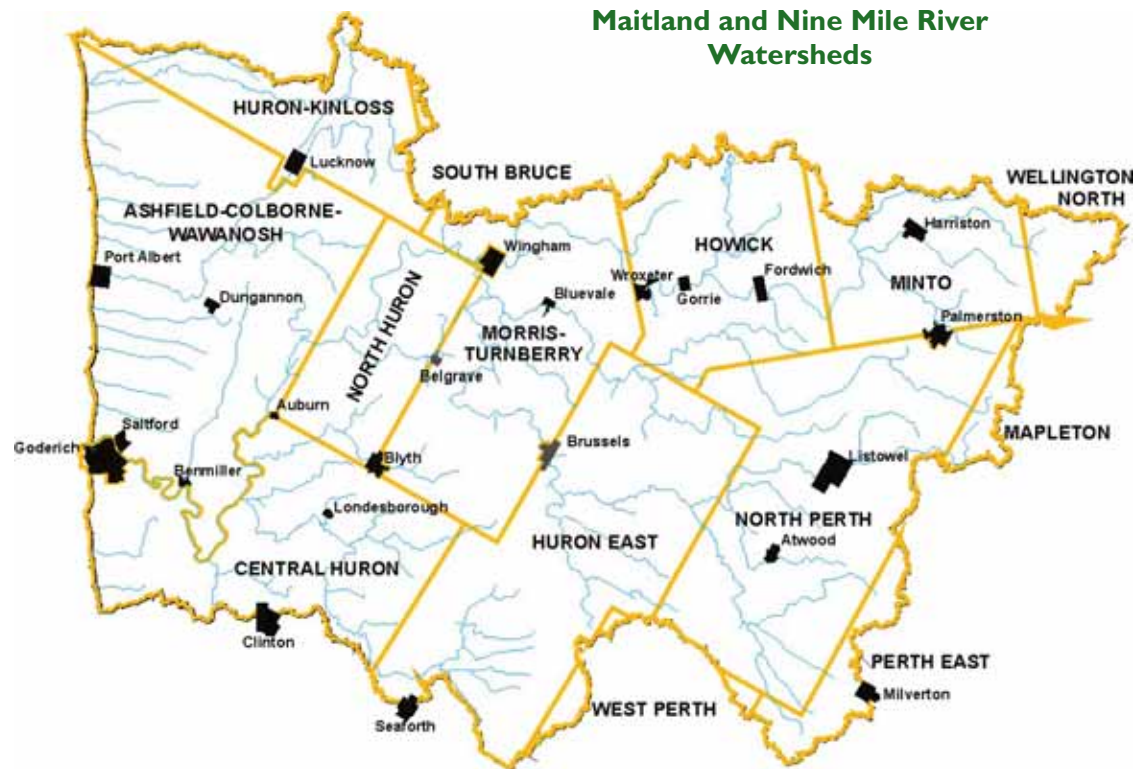 Maitland and Nine Mile River
Watersheds
HURON-KINLOSS
Lucknow
SOUTH BRUCE
WELLINGTON
NORTH
ASHFIELD-COLBORNE-
WAWANOSH
Harriston
Wingham
HOWICK
Port Albert
Wroxeter
Gorrie
Fordwich
MINTO
Dungannon
Bluevale
NORTH HURON
MORRIS-
TURNBERRY
Palmerston
Belgrave
Auburn
Saltford
Goderich
Brussels
MAPLETON
Blyth
Listowel
Benmiller
Londesborough
NORTH PERTH
HURON EAST
Atwood
CENTRAL HURON
Clinton
PERTH EAST
Milverton
WEST PERTH
Seaforth